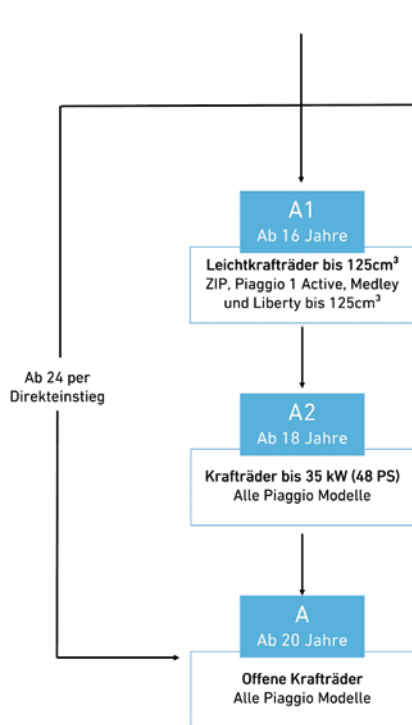 A1
Ab 16 Jahre
Leichtkrafträder bis 125cm³
ZIP, Piaggio 1 Active, Medley
und Liberty bis 125cm³
Ab 24 per
Direkteinstieg
A2
Ab 18 Jahre
Krafträder bis 35 kW (48 PS)
Alle Piaggio Modelle
A
Ab 20 Jahre
Offene Krafträder
Alle Piaggio Modelle